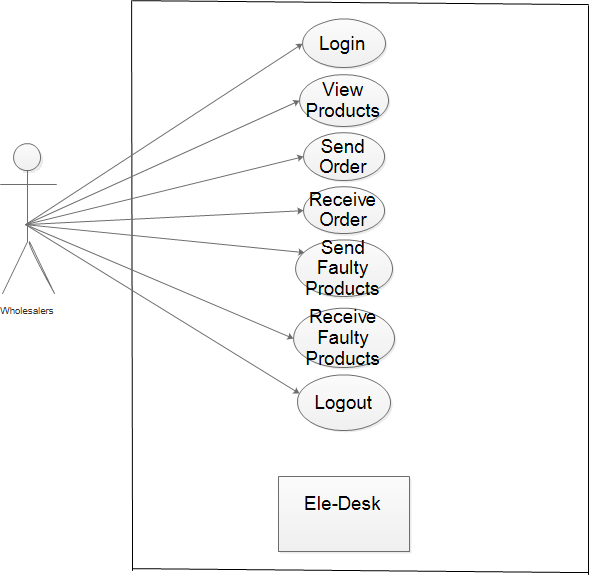 Login
View
Products
Send
Order
Receive
Order
Send
Faulty
Products
Receive
Faulty
Products
Logout
Wholesalers
Ele-Desk